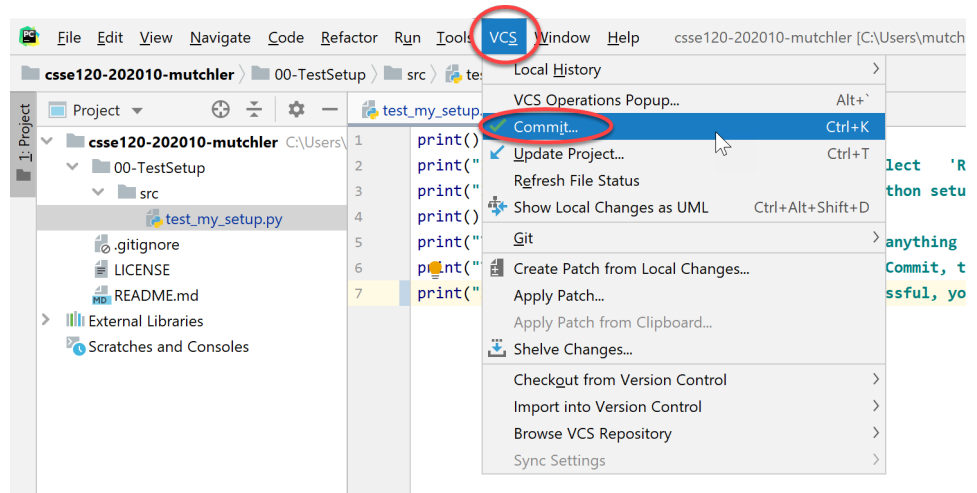 PC File Edit View Navigate Code Refactor Run Tools VCS Window Help csse120-202010-mutchler [C:\Users\mutch
csse120-202010-mutchler 〉 00-TestSetup 〉 src 〉 tes
Local History
VCS Operations Popup... Alt+`
Commit... Ctrl+K
Update Project... Ctrl+T
Refresh File Status
Show Local Changes as UML Ctrl+Alt+Shift+D
Git
Create Patch from Local Changes...
Apply Patch...
Apply Patch from Clipboard...
Shelve Changes...
Checkout from Version Control
Import into Version Control
Browse VCS Repository
Sync Settings
1: Project
Project
csse120-202010-mutchler C:\Users\
00-TestSetup
src
test_my_setup.py
.gitignore
LICENSE
MD README.md
External Libraries
Scratches and Consoles
test_my_setup.
1 print()
2 print(" lect 'R
3 print(" thon setu
4 print()
5 print(" anything
6 print(" Commit, t
7 print(" ssful, yo